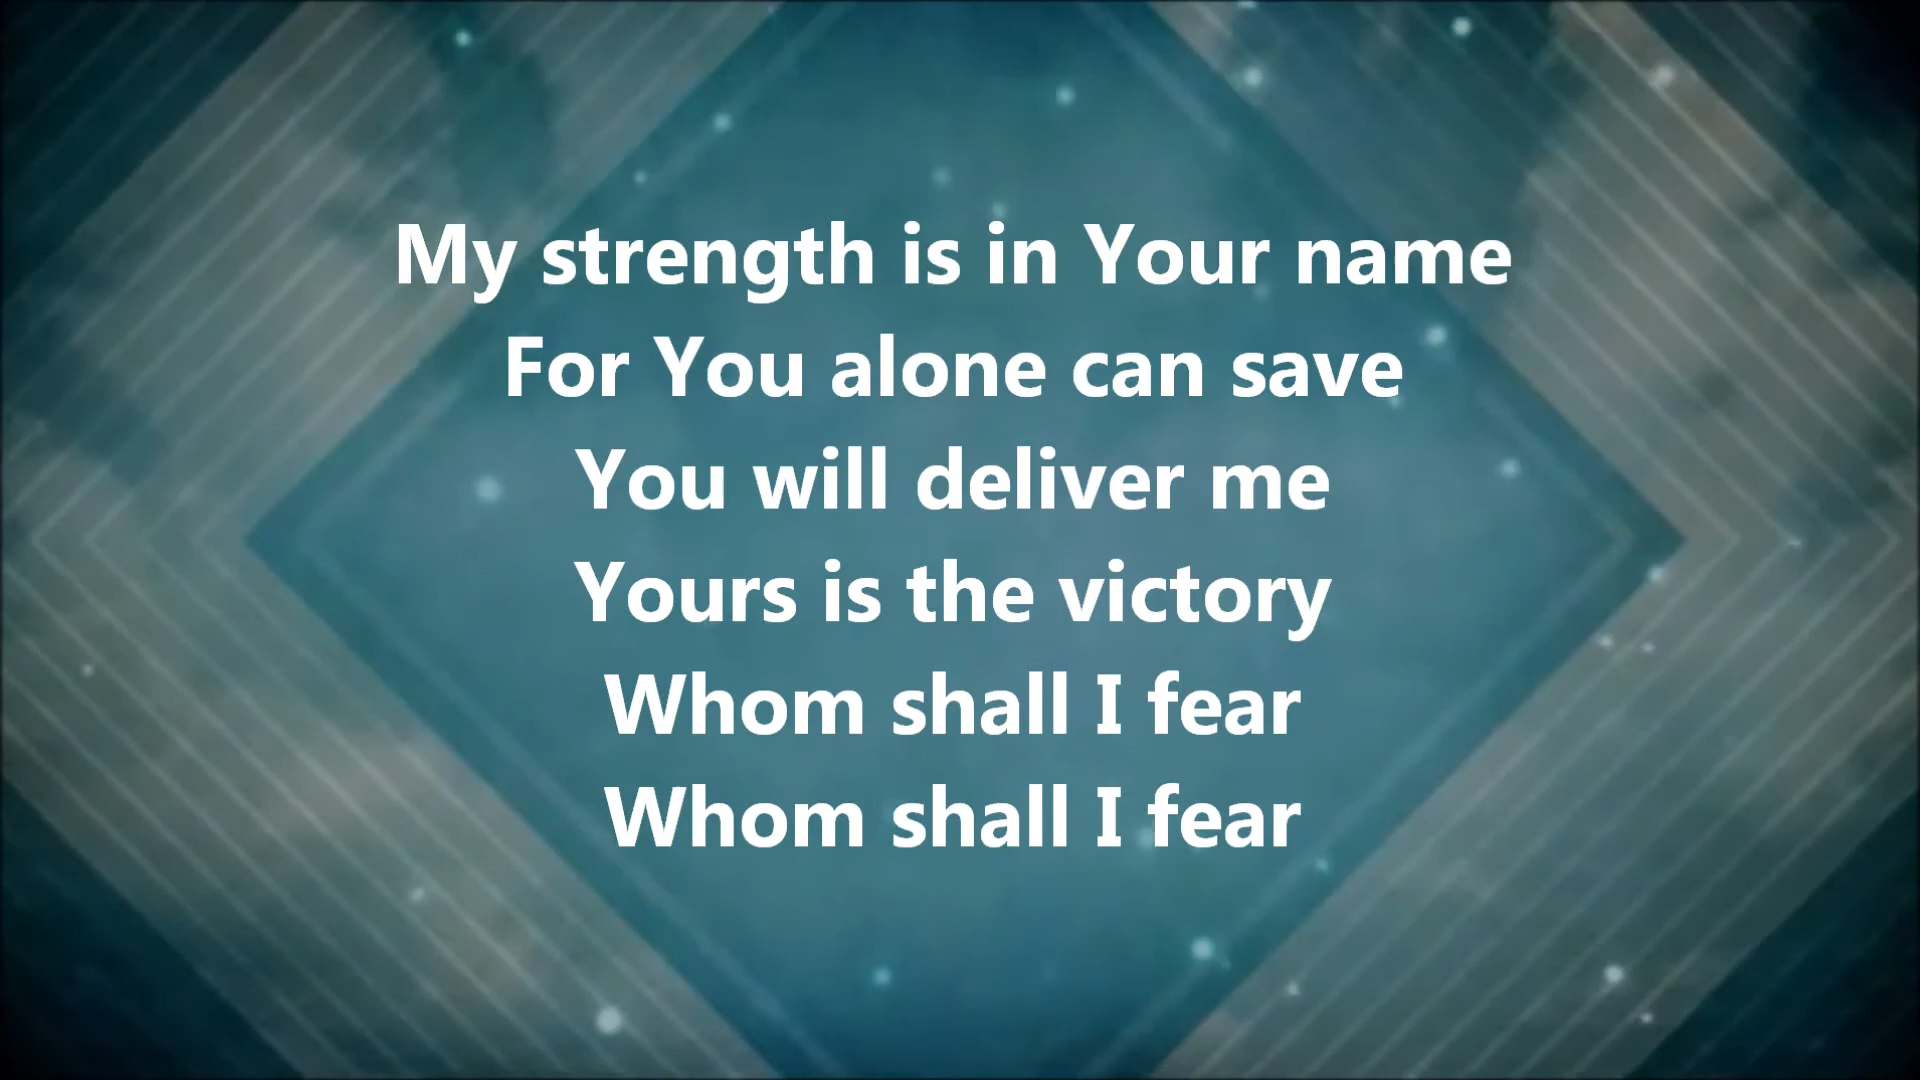 My strength is in Your name
For You alone can save
You will deliver me
Yours is the victory
Whom shall I fear
Whom shall I fear